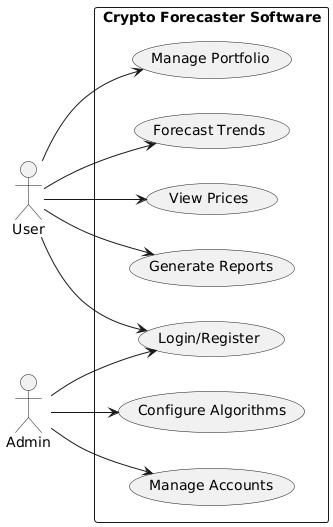 Crypto Forecaster Software
Manage Portfolio
Forecast Trends
View Prices
User
Generate Reports
Login/Register
Configure Algorithms
Admin
Manage Accounts